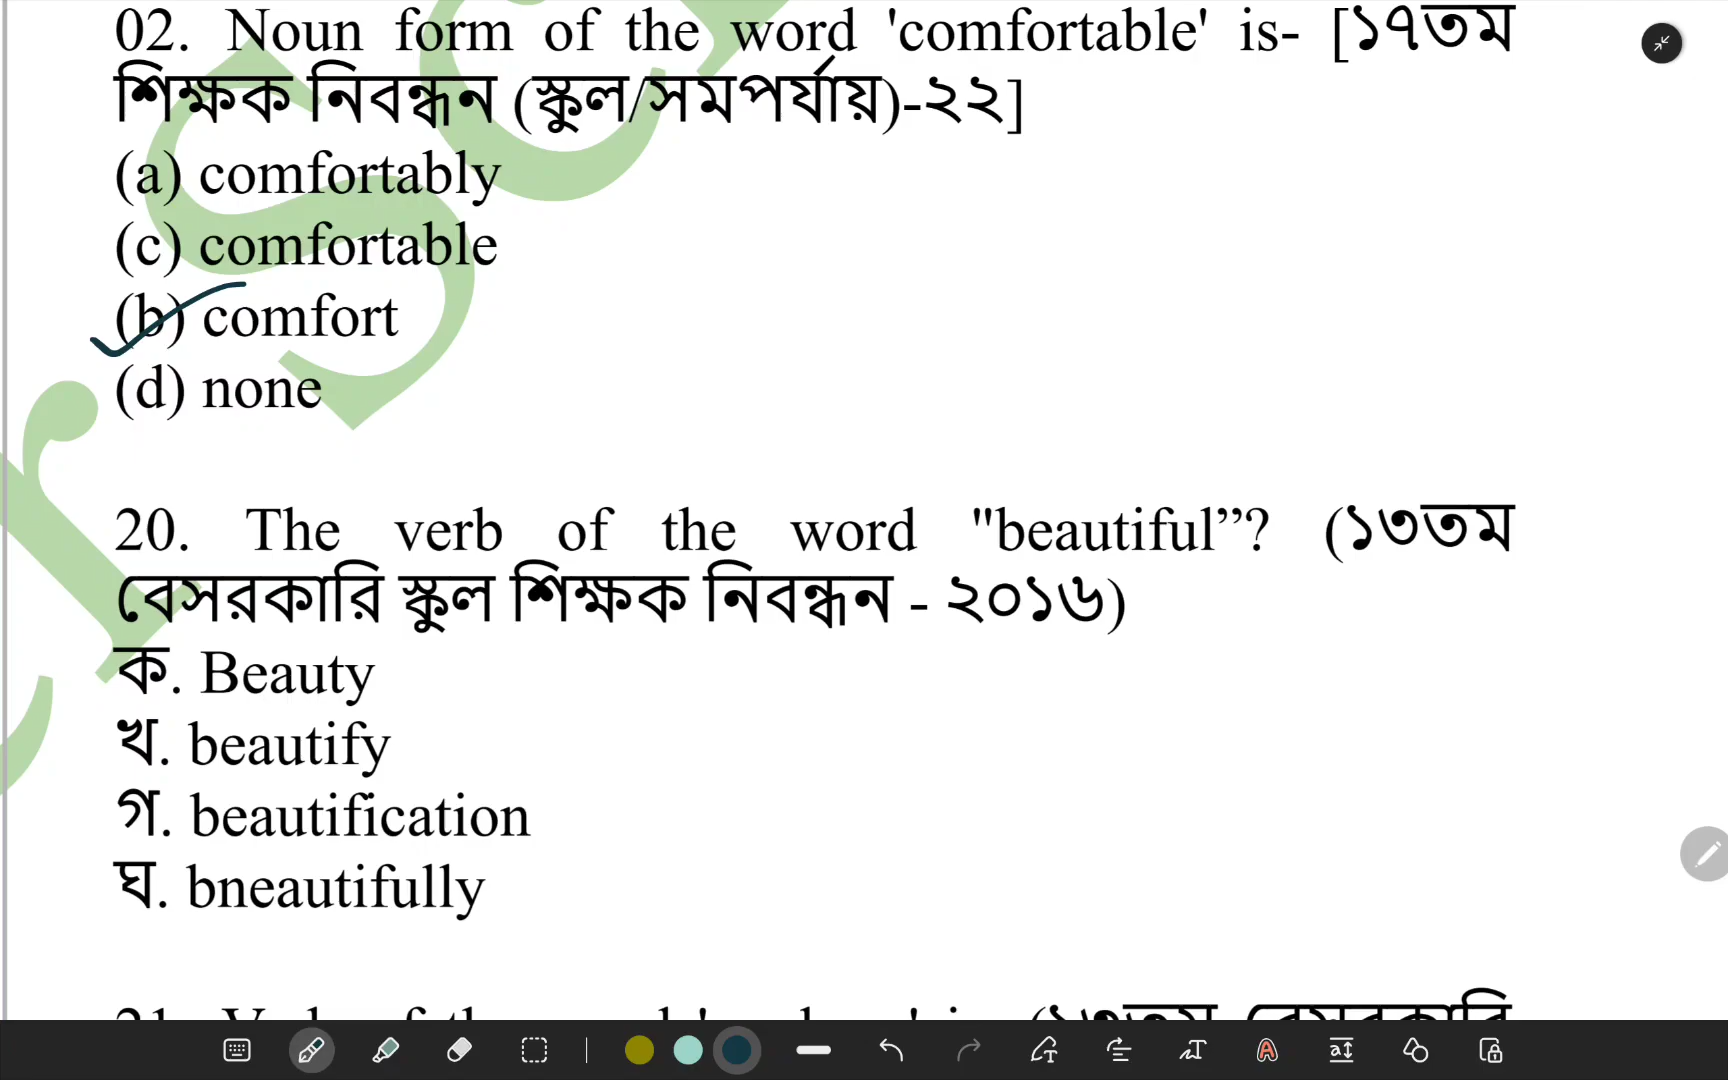 02. Noun form of the word 'comfortable' is- [১৭তম
শিক্ষক নিবন্ধন (স্কুল/সমপর্যায়)-২২]
(a) comfortably
(c) comfortable
(b) comfort
(d) none
20. The verb of the word "beautiful”? (১৩তম
বেসরকারি স্কুল শিক্ষক নিবন্ধন - ২০১৬)
ক. Beauty
খ. beautify
গ. beautification
ঘ. bneautifully